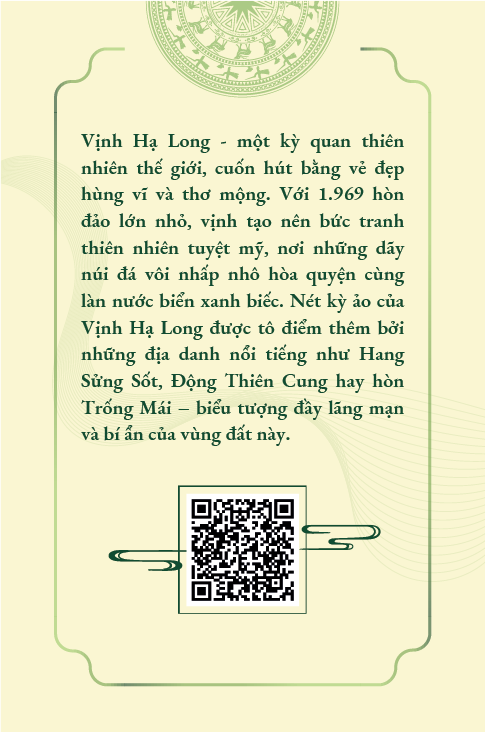 Vịnh Hạ Long - một kỳ quan thiên
nhiên thế giới, cuốn hút bằng vẻ đẹp
hùng vĩ và thơ mộng. Với 1.969 hòn
đảo lớn nhỏ, vịnh tạo nên bức tranh
thiên nhiên tuyệt mỹ, nơi những dãy
núi đá vôi nhấp nhô hòa quyện cùng
làn nước biển xanh biếc. Nét kỳ ảo của
Vịnh Hạ Long được tô điểm thêm bởi
những địa danh nổi tiếng như Hang
Sửng Sốt, Động Thiên Cung hay hòn
Trống Mái – biểu tượng đầy lãng mạn
và bí ẩn của vùng đất này.